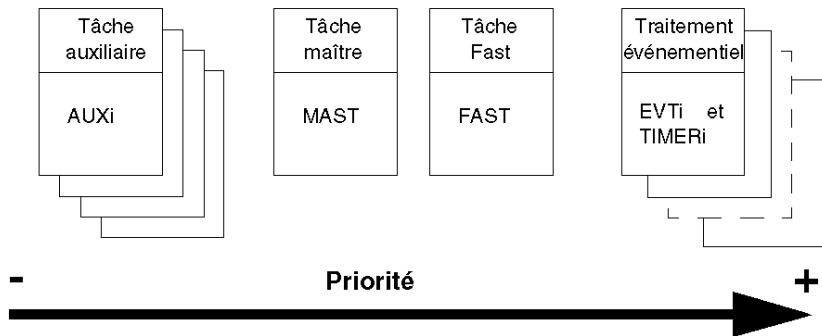 Tâche
auxiliaire
AUXi
Tâche
maître
MAST
Tâche
Fast
FAST
Traitement
événementiel
EVTi et
TIMERi
- Priorité +